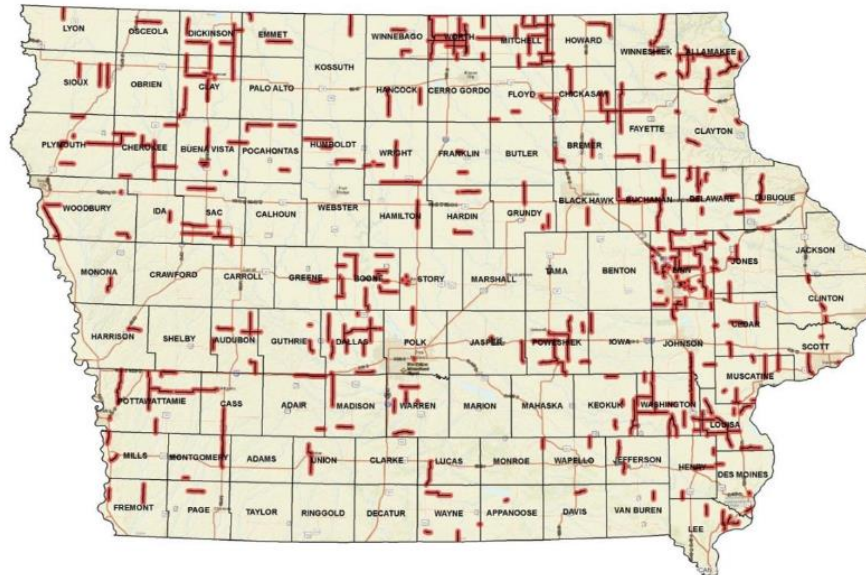 LYON
OSCEOLA
DICKINSON
EMMET
KOSSUTH
WINNEBAGO
WORTH
MITCHELL
HOWARD
WINNESHIEK
ALLAMAKEE
SIOUX
OBRIEN
CLAY
PALO ALTO
HANCOCK
CERRO GORDO
FLOYD
CHICKASAW
FAYETTE
CLAYTON
PLYMOUTH
CHEROKEE
BUENA VISTA
POCAHONTAS
HUMBOLDT
WRIGHT
FRANKLIN
BUTLER
BREMER
WOODBURY
IDA
SAC
CALHOUN
WEBSTER
HAMILTON
HARDIN
GRUNDY
BLACK HAWK
BUCHANAN
DELAWARE
DUBUQUE
MONONA
CRAWFORD
CARROLL
GREENE
BOONE
STORY
MARSHALL
TAMA
BENTON
LINN
JONES
JACKSON
CLINTON
HARRISON
SHELBY
AUDUBON
GUTHRIE
DALLAS
POLK
JASPER
POWESHIEK
IOWA
JOHNSON
CEDAR
SCOTT
MUSCATINE
POTTAWATTAMIE
CASS
ADAIR
MADISON
WARREN
MARION
MAHASKA
KEOKUK
WASHINGTON
LOUISA
MILLS
MONTGOMERY
ADAMS
UNION
CLARKE
LUCAS
MONROE
WAPELLO
JEFFERSON
HENRY
DES MOINES
FREMONT
PAGE
TAYLOR
RINGGOLD
DECATUR
WAYNE
APPANOOSE
DAVIS
VAN BUREN
LEE